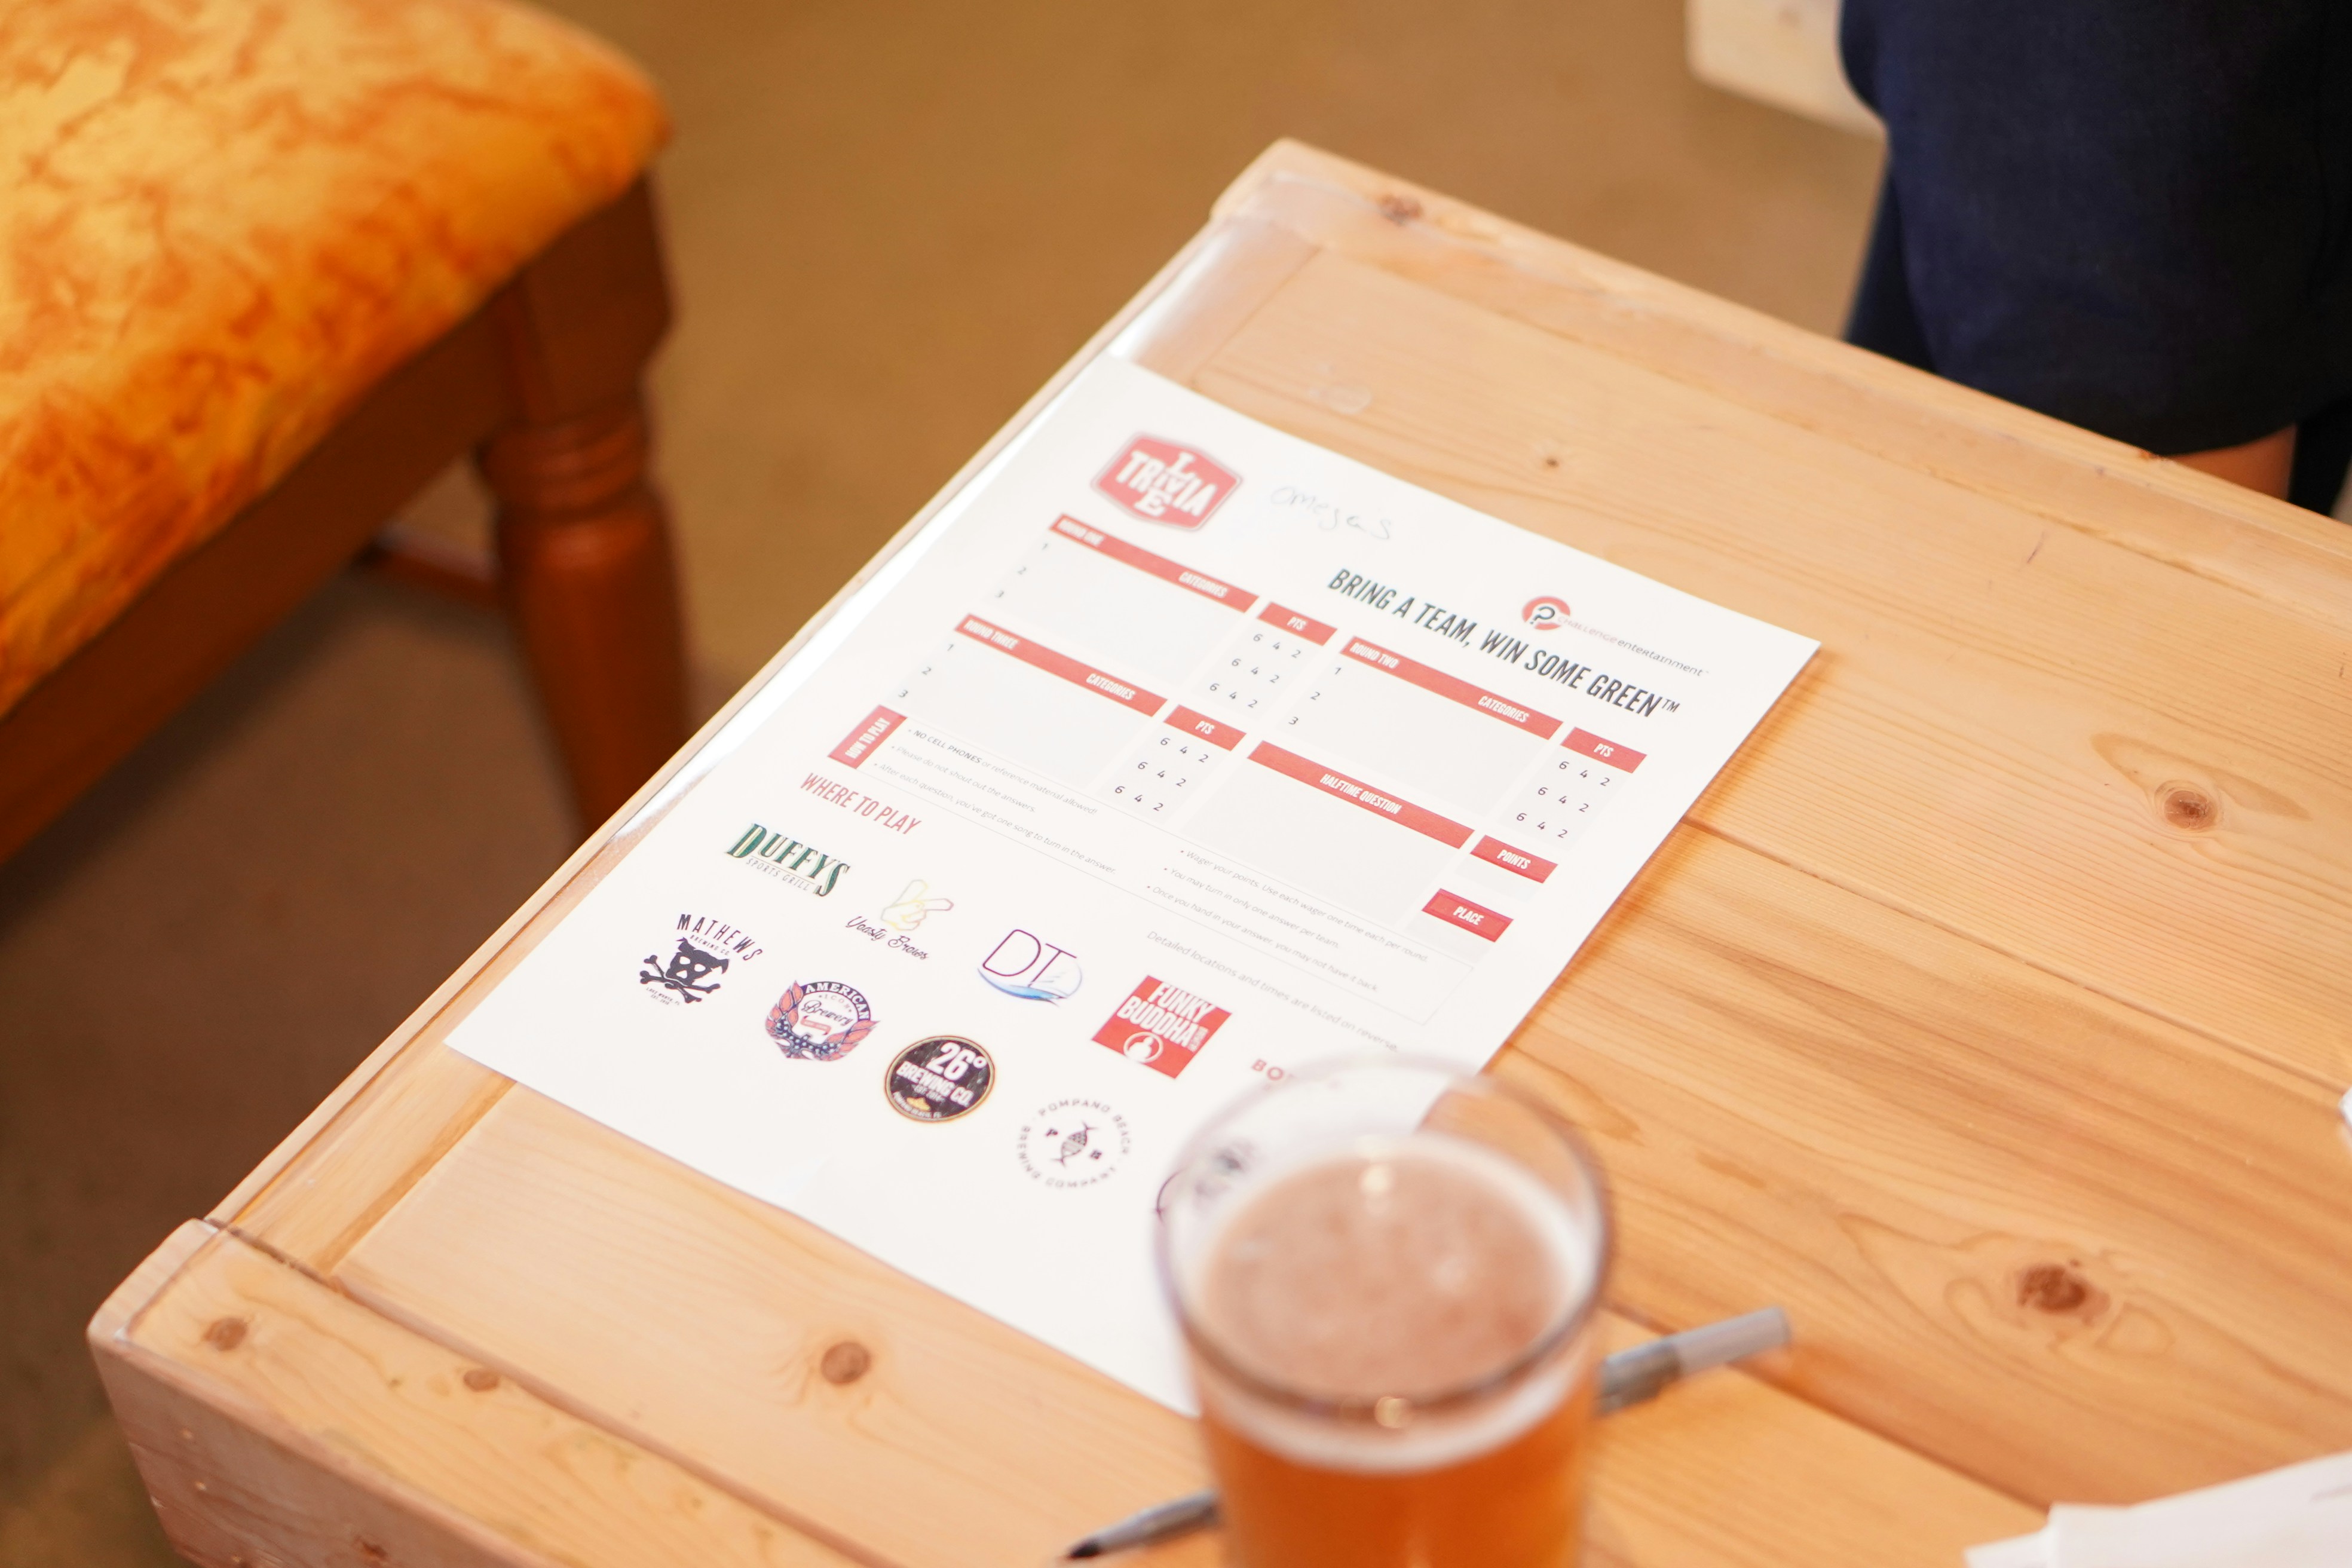 LIVE
TRIVIA
Omega's
CHALLENGE entertainment
BRING A TEAM, WIN SOME GREEN™
ROUND ONE CATEGORIES PTS
1 6 4 2
2 6 4 2
3 6 4 2
ROUND TWO CATEGORIES PTS
1 6 4 2
2 6 4 2
3 6 4 2
ROUND THREE CATEGORIES PTS
1 6 4 2
2 6 4 2
3 6 4 2
HALFTIME QUESTION POINTS
PLACE
HOW TO PLAY
• NO CELL PHONES or reference material allowed!
• Please do not shout out the answers.
• After each question, you've got one song to turn in the answer.
• Wager your points. Use each wager one time each per round.
• You may turn in only one answer per team.
• Once you hand in your answer, you may not have it back.
WHERE TO PLAY
Detailed locations and times are listed on reverse.
DUFFYS
SPORTS GRILL
DT
FUNKY
BUDDHA
BO
MATHEWS
BREWING CO.
AMERICAN
Brewery
26°
BREWING CO.
POMPANO BEACH
BREWING COMPANY
P B